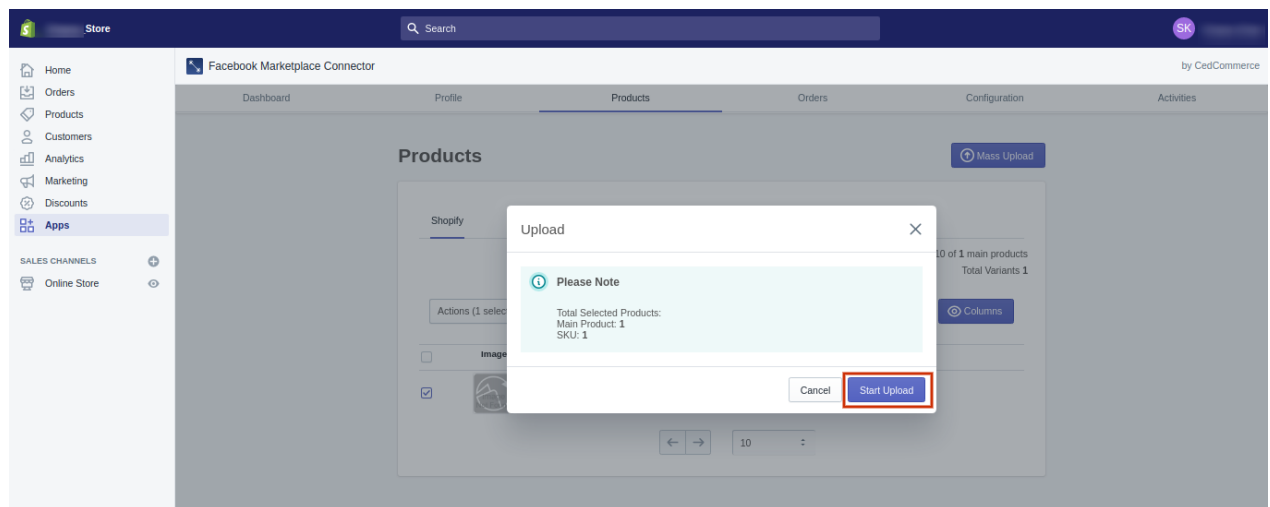 Store
Search
SK
Home
Orders
Products
Customers
Analytics
Marketing
Discounts
Apps
SALES CHANNELS
Online Store
Facebook Marketplace Connector
by CedCommerce
Dashboard
Profile
Products
Orders
Configuration
Activities
Products
Mass Upload
Shopify
10 of 1 main products
Total Variants 1
Actions (1 selec
Columns
Image
Upload
Please Note
Total Selected Products:
Main Product: 1
SKU: 1
Cancel
Start Upload
10